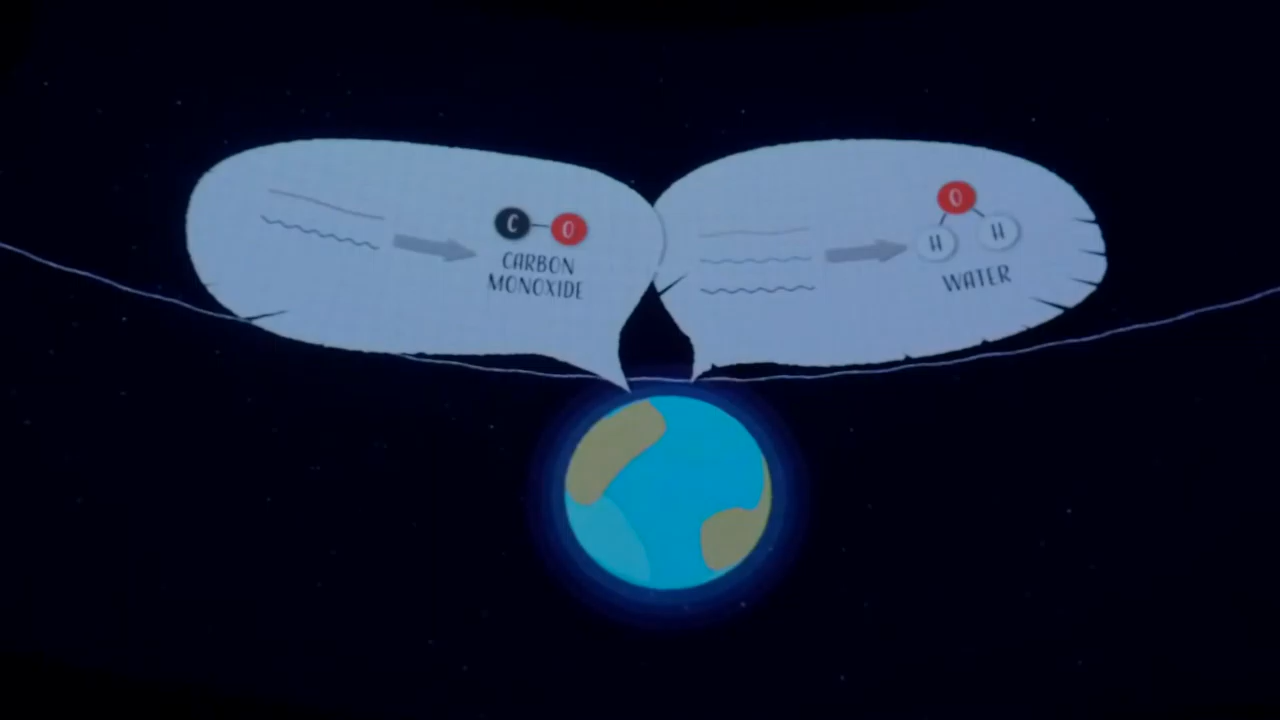 C O
CARBON
MONOXIDE
O
H H
WATER